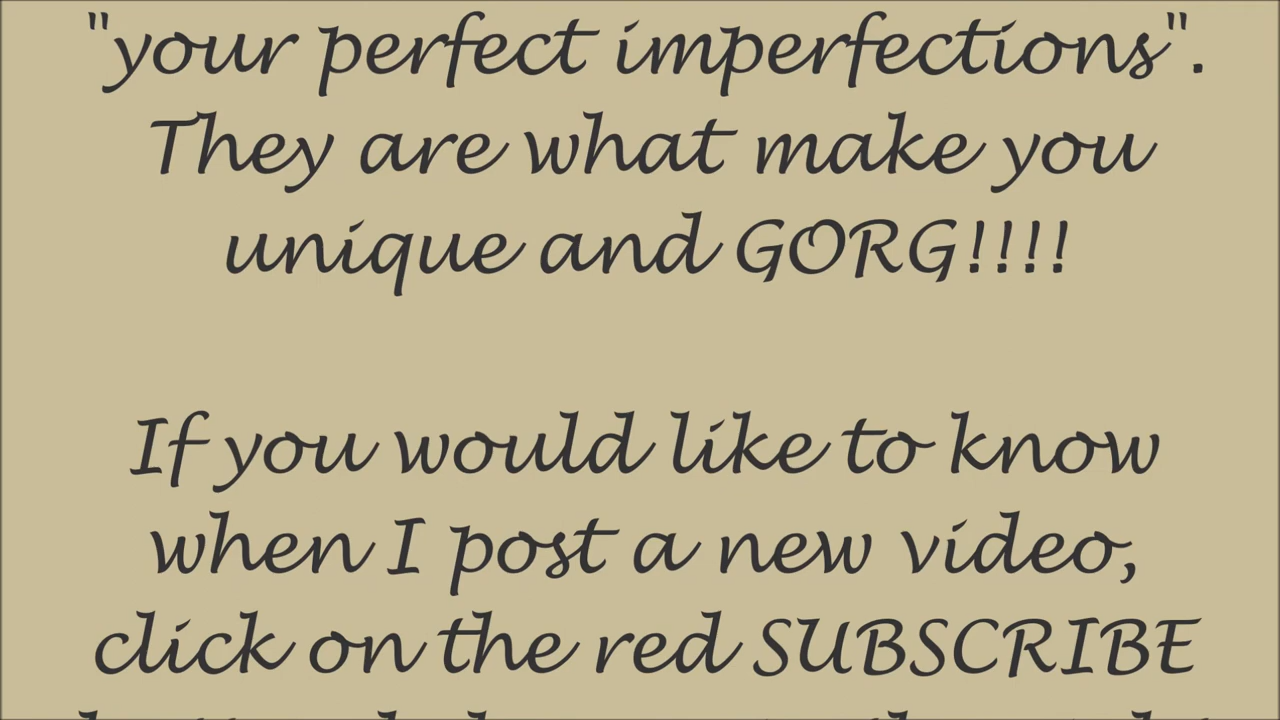 "your perfect imperfections".
They are what make you
unique and GORG!!!!
If you would like to know
when I post a new video,
click on the red SUBSCRIBE